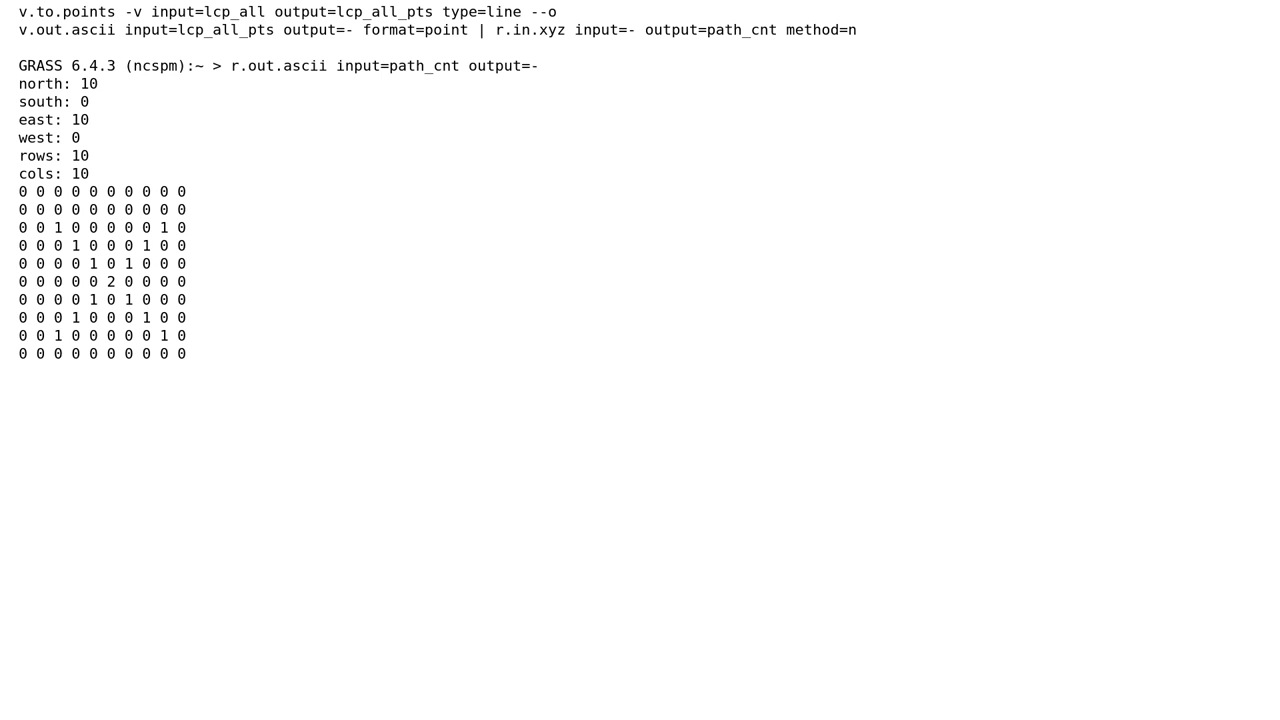 v.to.points -v input=lcp_all output=lcp_all_pts type=line --o
v.out.ascii input=lcp_all_pts output=- format=point | r.in.xyz input=- output=path_cnt method=n
GRASS 6.4.3 (ncspm):~ > r.out.ascii input=path_cnt output=-
north: 10
south: 0
east: 10
west: 0
rows: 10
cols: 10
0 0 0 0 0 0 0 0 0 0
0 0 0 0 0 0 0 0 0 0
0 0 1 0 0 0 0 0 1 0
0 0 0 1 0 0 0 1 0 0
0 0 0 0 1 0 1 0 0 0
0 0 0 0 0 2 0 0 0 0
0 0 0 0 1 0 1 0 0 0
0 0 0 1 0 0 0 1 0 0
0 0 1 0 0 0 0 0 1 0
0 0 0 0 0 0 0 0 0 0